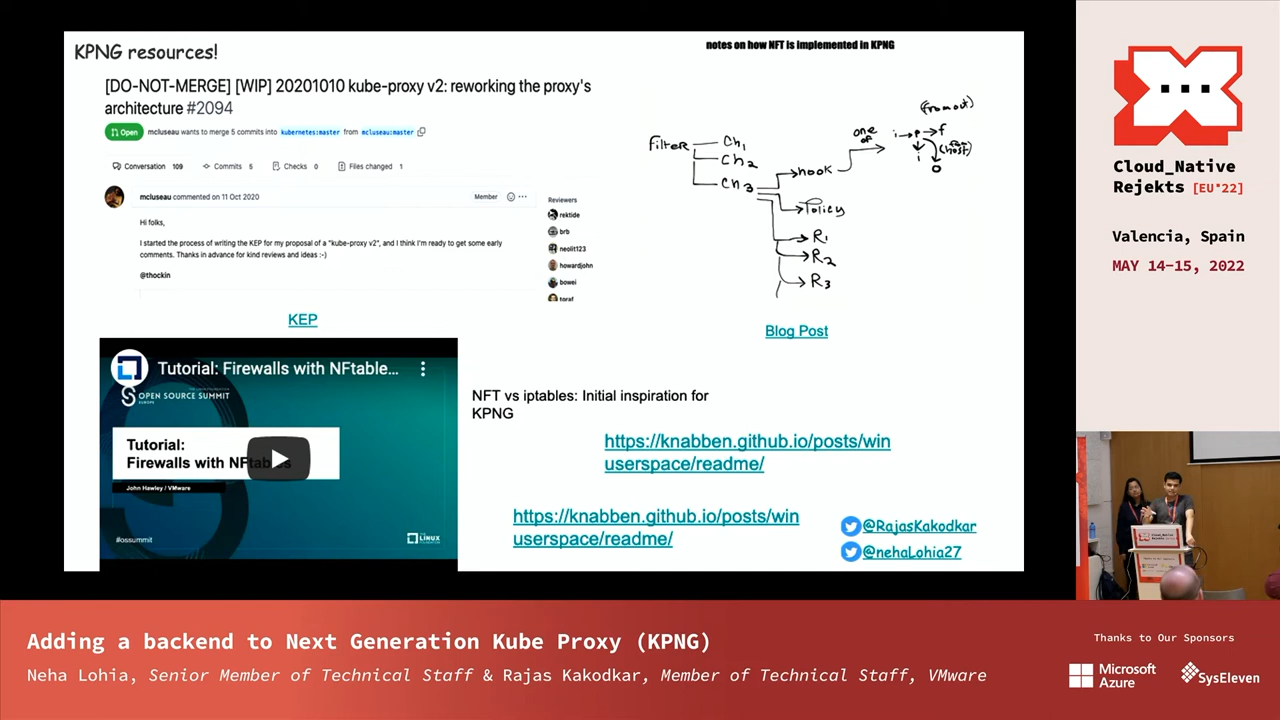 KPNG resources!
[DO-NOT-MERGE] [WIP] 20201010 kube-proxy v2: reworking the proxy's
architecture #2094
Open
mcluseau wants to merge 5 commits into kubernetes:master from mcluseau:master
Conversation 109
Commits 5
Checks 0
Files changed 1
mcluseau commented on 11 Oct 2020
Member
Hi folks,
I started the process of writing the KEP for my proposal of a "kube-proxy v2", and I think I'm ready to get some early
comments. Thanks in advance for kind reviews and ideas :-)
@thockin
Reviewers
rektide
brb
neolit123
howardjohn
bowei
KEP
notes on how NFT is implemented in KPNG
filter
Ch1
Ch2
Ch3
hook
one
of
i → p → f
i
o
Policy
R1
R2
R3
Blog Post
Tutorial: Firewalls with NFtable...
OPEN SOURCE SUMMIT
EUROPE
Tutorial:
Firewalls with NFtables
John Hawley / VMware
#ossummit
THE LINUX FOUNDATION
NFT vs iptables: Initial inspiration for
KPNG
https://knabben.github.io/posts/win
userspace/readme/
https://knabben.github.io/posts/win
userspace/readme/
@RajasKakodkar
@nehaLohia27
Cloud_Native
Rejekts [EU'22]
Valencia, Spain
MAY 14-15, 2022
Adding a backend to Next Generation Kube Proxy (KPNG)
Neha Lohia, Senior Member of Technical Staff & Rajas Kakodkar, Member of Technical Staff, VMware
Thanks to Our Sponsors
Microsoft
Azure
SysEleven